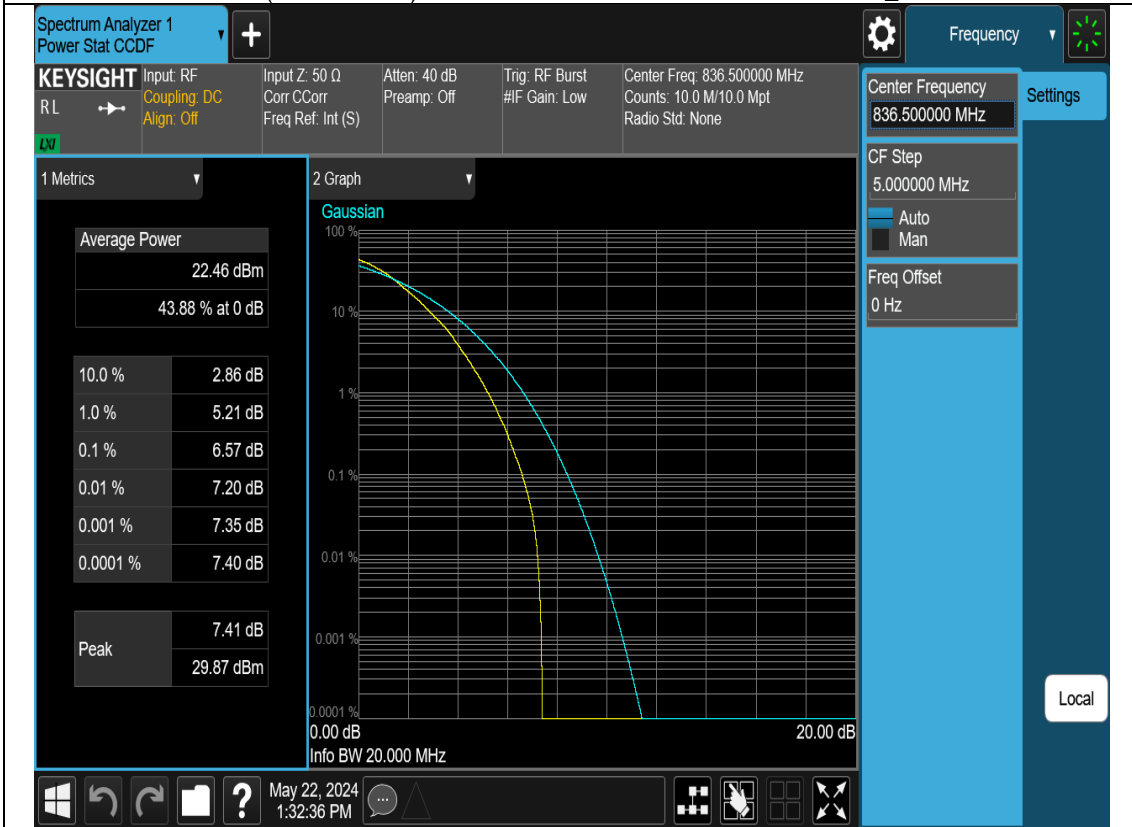 Spectrum Analyzer 1
Power Stat CCDF
Frequency
KEYSIGHT
RL
LXI
Input: RF
Coupling: DC
Align: Off
Input Z: 50 Ω
Corr CCorr
Freq Ref: Int (S)
Atten: 40 dB
Preamp: Off
Trig: RF Burst
#IF Gain: Low
Center Freq: 836.500000 MHz
Counts: 10.0 M/10.0 Mpt
Radio Std: None
Center Frequency
836.500000 MHz
Settings
CF Step
5.000000 MHz
Auto
Man
Freq Offset
0 Hz
Local
1 Metrics
Average Power
22.46 dBm
43.88 % at 0 dB
10.0 % 2.86 dB
1.0 % 5.21 dB
0.1 % 6.57 dB
0.01 % 7.20 dB
0.001 % 7.35 dB
0.0001 % 7.40 dB
Peak
7.41 dB
29.87 dBm
2 Graph
Gaussian
100 %
10 %
1 %
0.1 %
0.01 %
0.001 %
0.0001 %
0.00 dB 20.00 dB
Info BW 20.000 MHz
?
May 22, 2024
1:32:36 PM